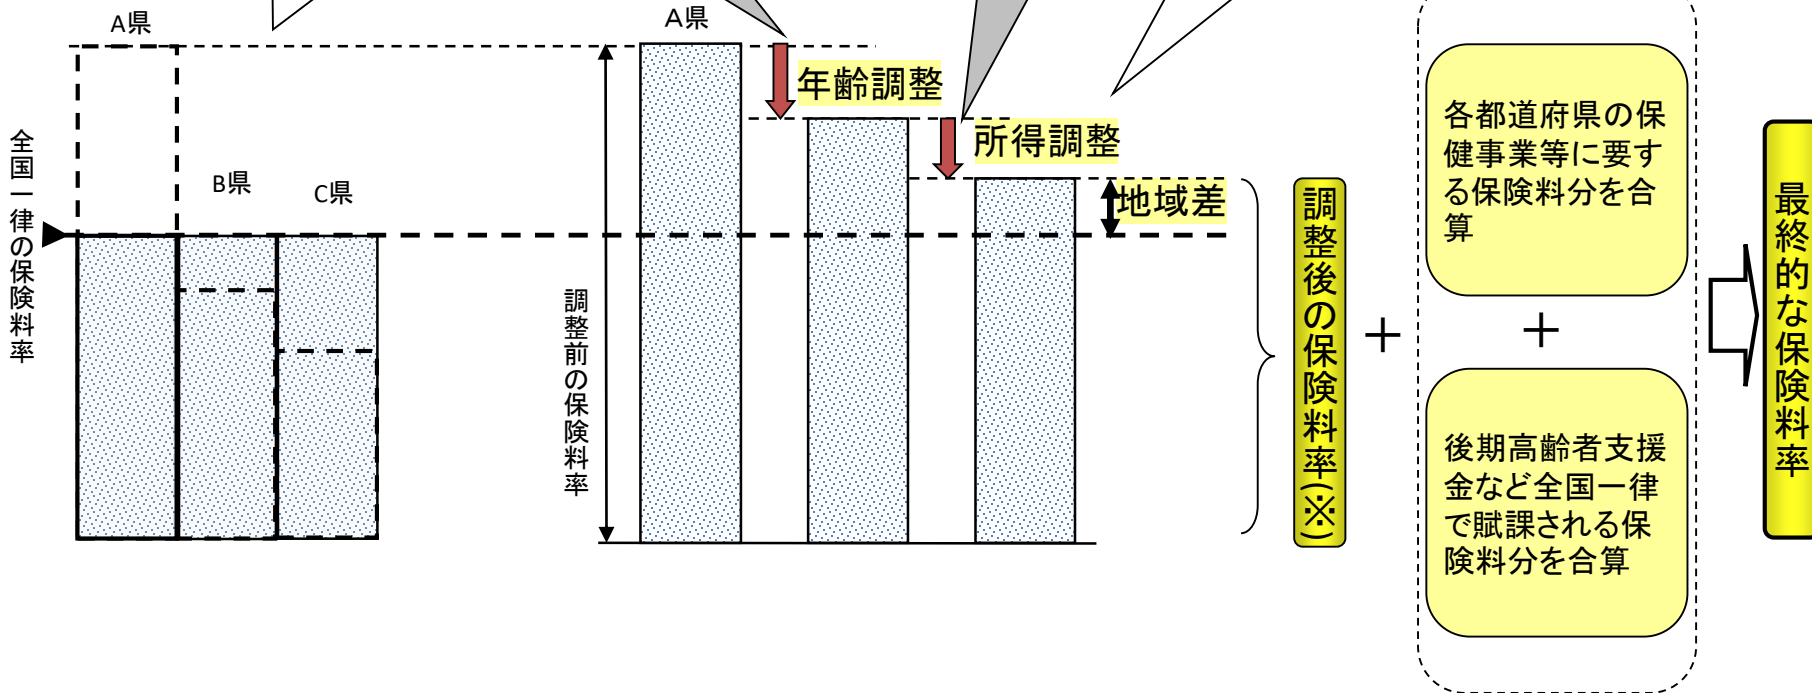 A県
B県
C県
全国一律の保険料率
A県
年齢調整
所得調整
地域差
調整前の保険料率
調整後の保険料率(※)
＋
各都道府県の保
健事業等に要す
る保険料分を合
算
＋
後期高齢者支援
金など全国一律
で賦課される保
険料分を合算
最終的な保険料率